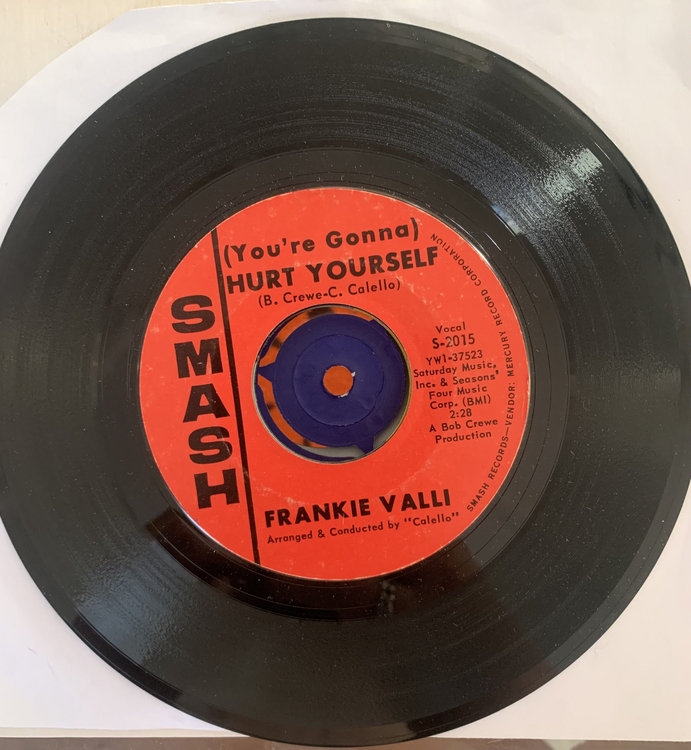 (You're Gonna)
HURT YOURSELF
(B. Crewe-C. Calello)
SMASH
Vocal
S-2015
YW1-37523
Saturday Music,
Inc. & Seasons'
Four Music
Corp. (BMI)
2:28
A Bob Crewe
Production
FRANKIE VALLI
Arranged & Conducted by "Calello"
SMASH RECORDS—VENDOR: MERCURY RECORD CORPORATION